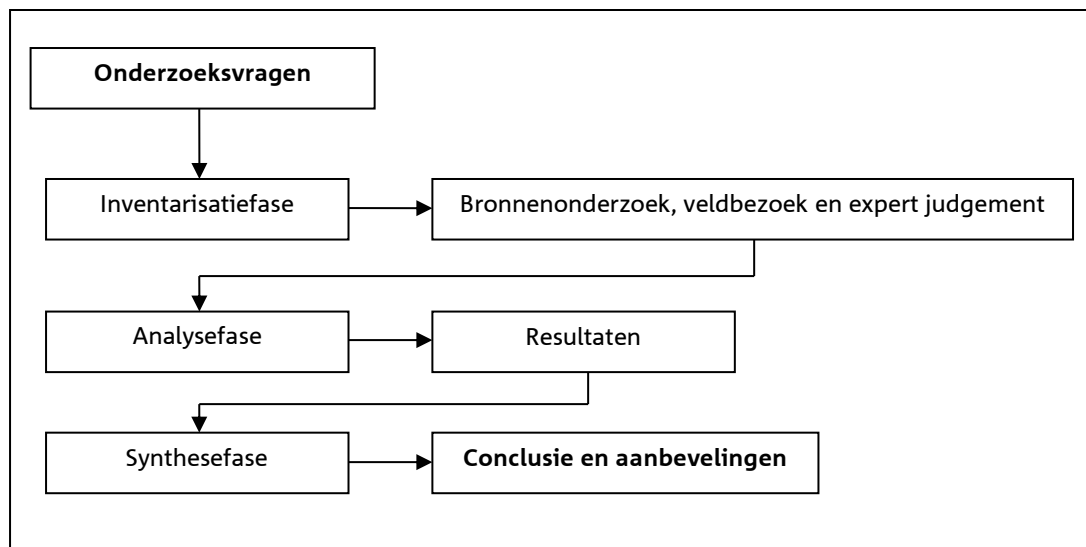 Onderzoeksvragen
Inventarisatiefase
Bronnenonderzoek, veldbezoek en expert judgement
Analysefase
Resultaten
Synthesefase
Conclusie en aanbevelingen